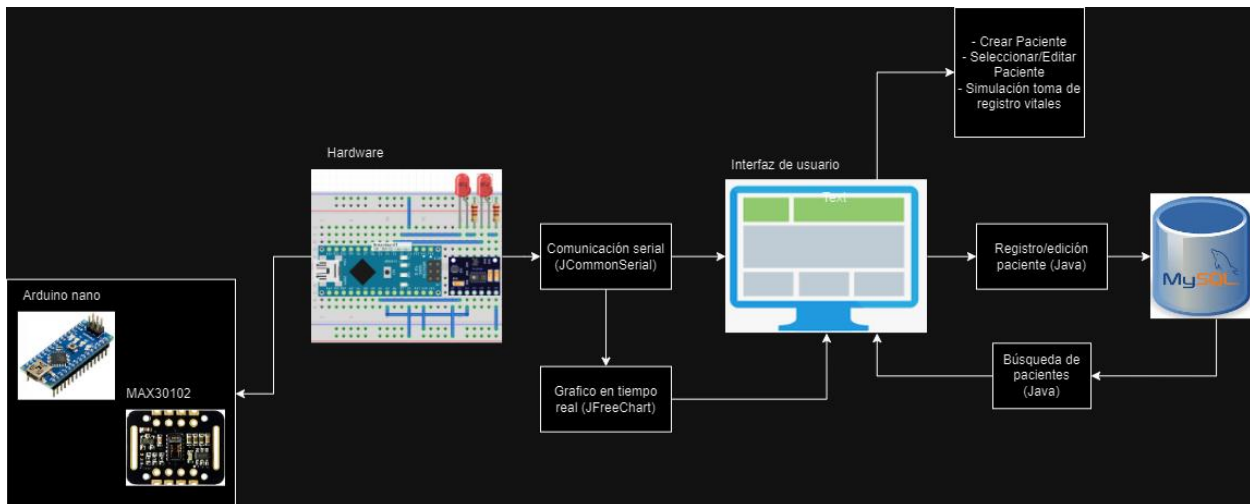 - Crear Paciente
- Seleccionar/Editar
Paciente
- Simulación toma de
registro vitales
Hardware
Interfaz de usuario
Text
Comunicación serial
(JCommonSerial)
Registro/edición
paciente (Java)
MySQL
Arduino nano
MAX30102
Grafico en tiempo
real (JFreeChart)
Búsqueda de
pacientes
(Java)